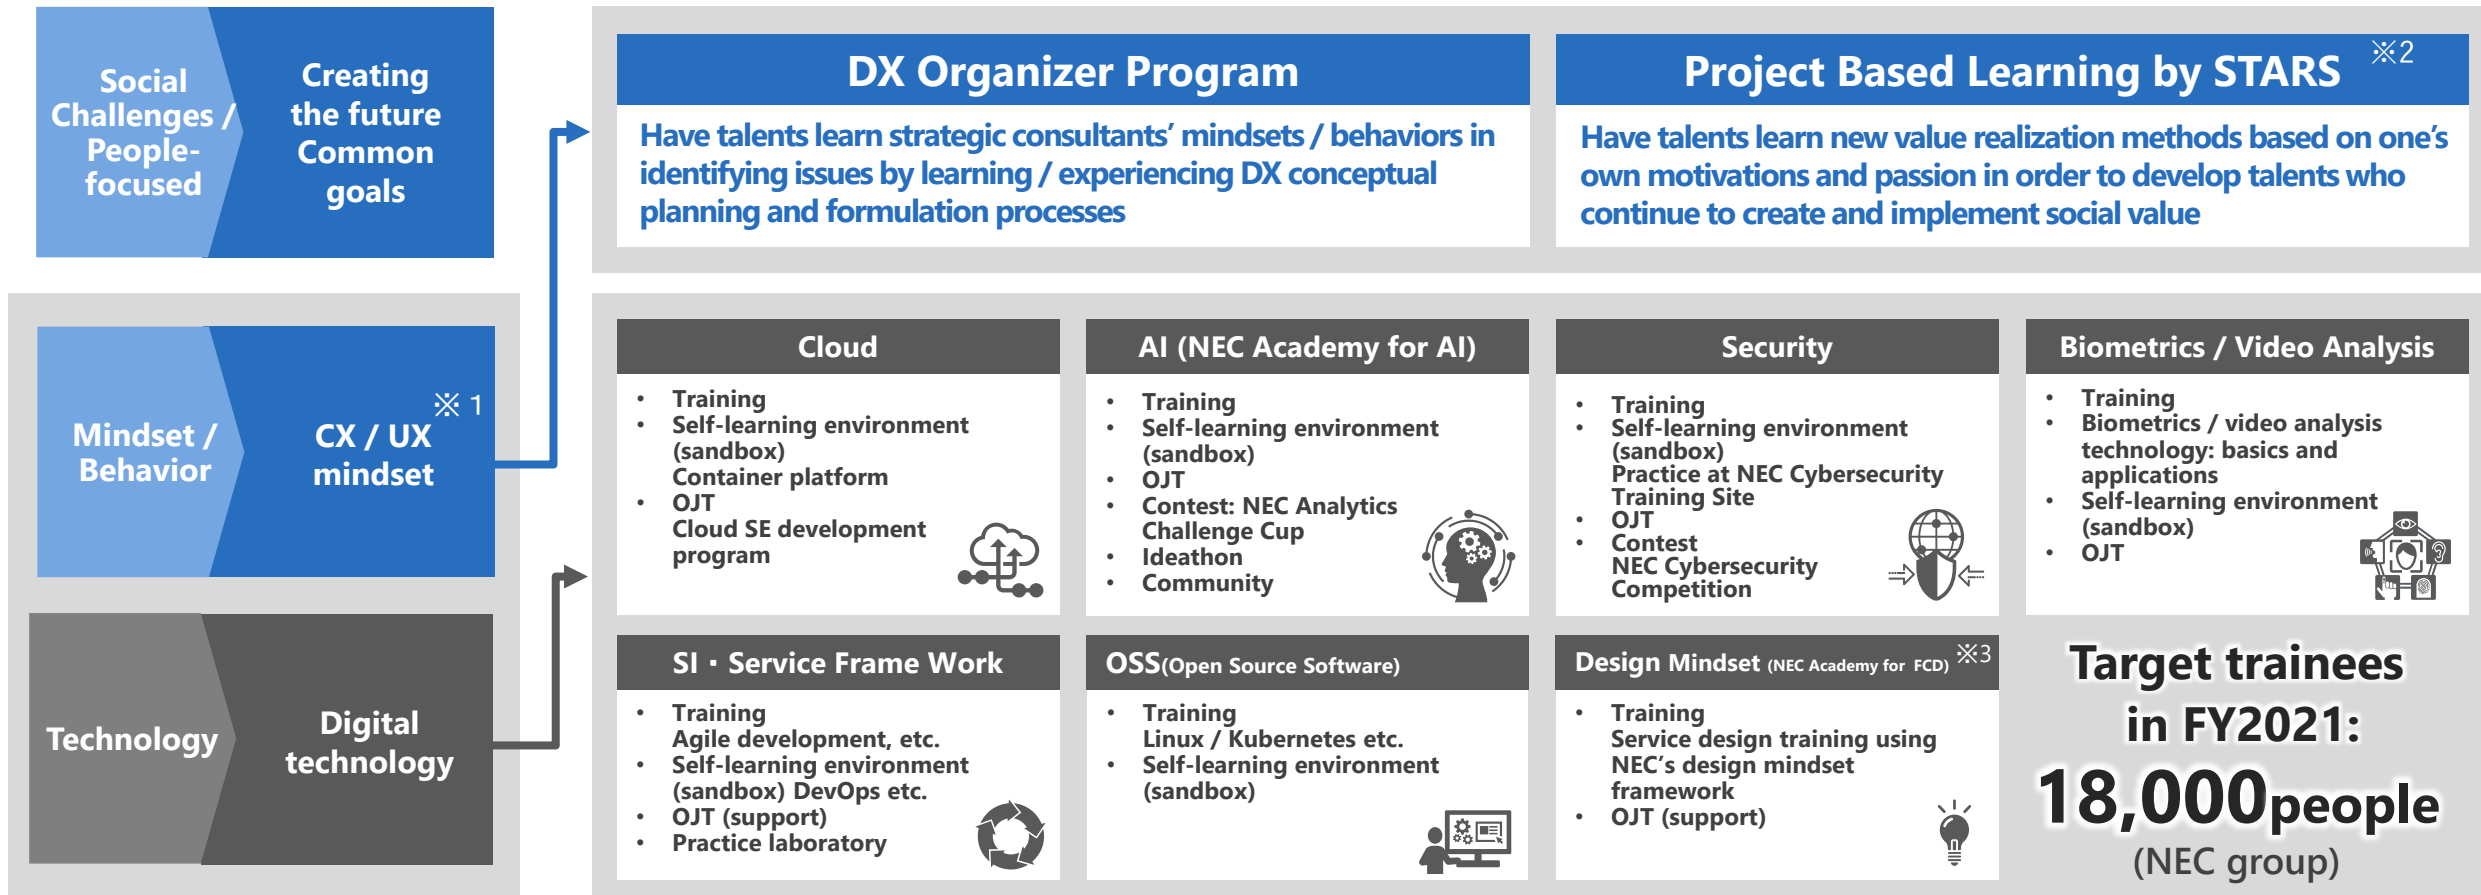 Social
Challenges /
People-
focused
Creating
the future
Common
goals
DX Organizer Program
Have talents learn strategic consultants’ mindsets / behaviors in
identifying issues by learning / experiencing DX conceptual
planning and formulation processes
Project Based Learning by STARS ※2
Have talents learn new value realization methods based on one’s
own motivations and passion in order to develop talents who
continue to create and implement social value
Mindset /
Behavior
※ 1
CX / UX
mindset
Technology
Digital
technology
Cloud
• Training
• Self-learning environment
(sandbox)
Container platform
• OJT
Cloud SE development
program
AI (NEC Academy for AI)
• Training
• Self-learning environment
(sandbox)
• OJT
• Contest: NEC Analytics
Challenge Cup
• Ideathon
• Community
Security
• Training
• Self-learning environment
(sandbox)
Practice at NEC Cybersecurity
Training Site
• OJT
• Contest
NEC Cybersecurity
Competition
Biometrics / Video Analysis
• Training
• Biometrics / video analysis
technology: basics and
applications
• Self-learning environment
(sandbox)
• OJT
SI・Service Frame Work
• Training
Agile development, etc.
• Self-learning environment
(sandbox) DevOps etc.
• OJT (support)
• Practice laboratory
OSS(Open Source Software)
• Training
Linux / Kubernetes etc.
• Self-learning environment
(sandbox)
Design Mindset (NEC Academy for FCD) ※3
• Training
Service design training using
NEC’s design mindset
framework
• OJT (support)
Target trainees
in FY2021:
18,000people
(NEC group)